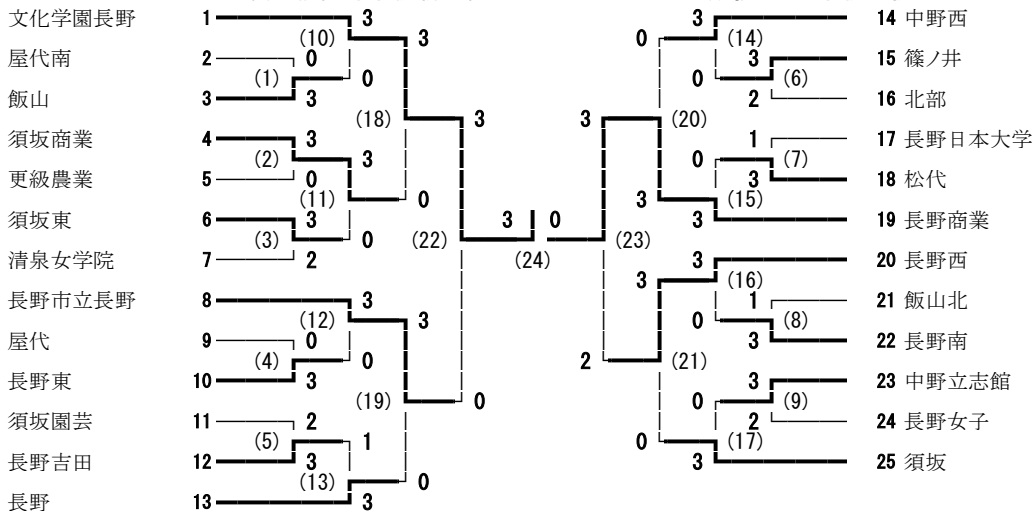 文化学園長野 1 3 3 14 中野西
(10) 3 0 (14)
屋代南 2 0 3 15 篠ノ井
(1) 0 0 (6)
飯山 3 3 2 16 北部
(18) 3 3 (20)
須坂商業 4 3 1 17 長野日本大学
(2) 3 0 (7)
更級農業 5 0 3 18 松代
(11) 0 3 (15)
須坂東 6 3 3 0 3 19 長野商業
(3) 0 (22) (24) (23)
清泉女学院 7 2 3 20 長野西
3 (16)
長野市立長野 8 3 1 21 飯山北
(12) 3 0 (8)
屋代 9 0 3 22 長野南
(4) 0 2 (21)
長野東 10 3 3 23 中野立志館
(19) 0 0 (9)
須坂園芸 11 2 2 24 長野女子
(5) 1 0 (17)
長野吉田 12 3 3 25 須坂
(13) 0
長野 13 3